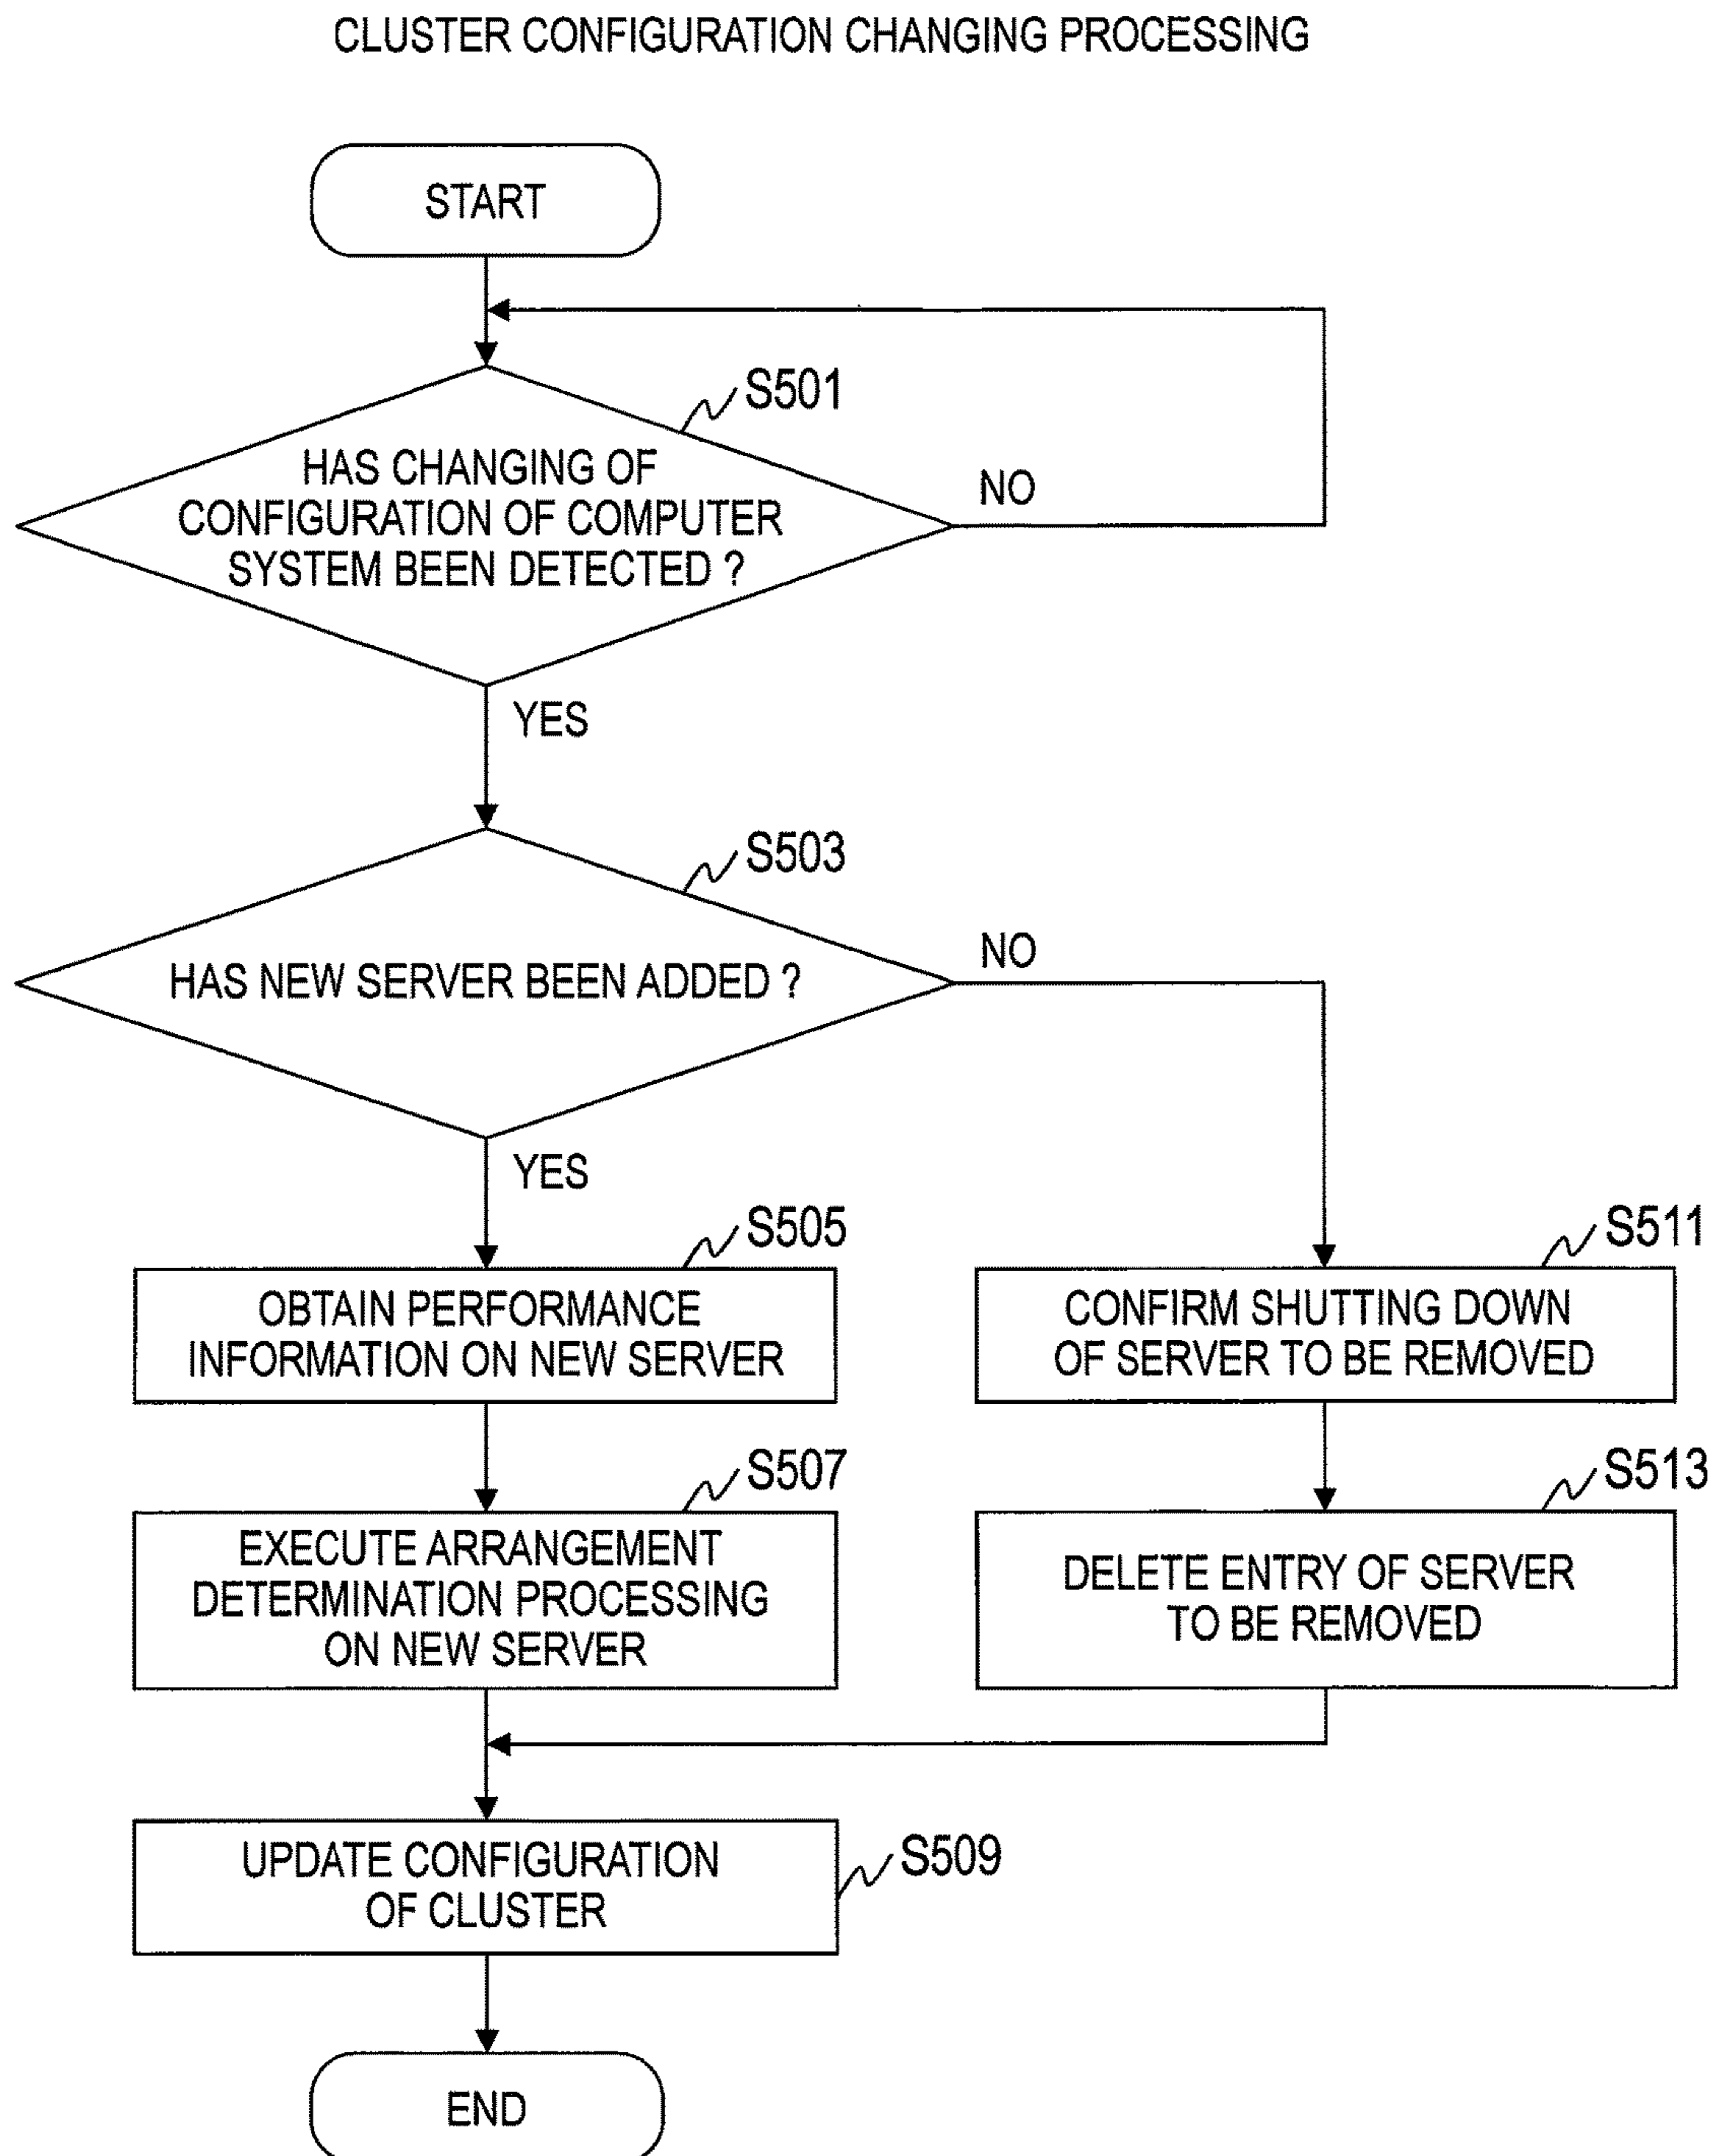 CLUSTER CONFIGURATION CHANGING PROCESSING
START
S501
HAS CHANGING OF
CONFIGURATION OF COMPUTER
SYSTEM BEEN DETECTED ?
NO
YES
S503
HAS NEW SERVER BEEN ADDED ?
NO
YES
S505
OBTAIN PERFORMANCE
INFORMATION ON NEW SERVER
S511
CONFIRM SHUTTING DOWN
OF SERVER TO BE REMOVED
S507
EXECUTE ARRANGEMENT
DETERMINATION PROCESSING
ON NEW SERVER
S513
DELETE ENTRY OF SERVER
TO BE REMOVED
UPDATE CONFIGURATION
OF CLUSTER
S509
END